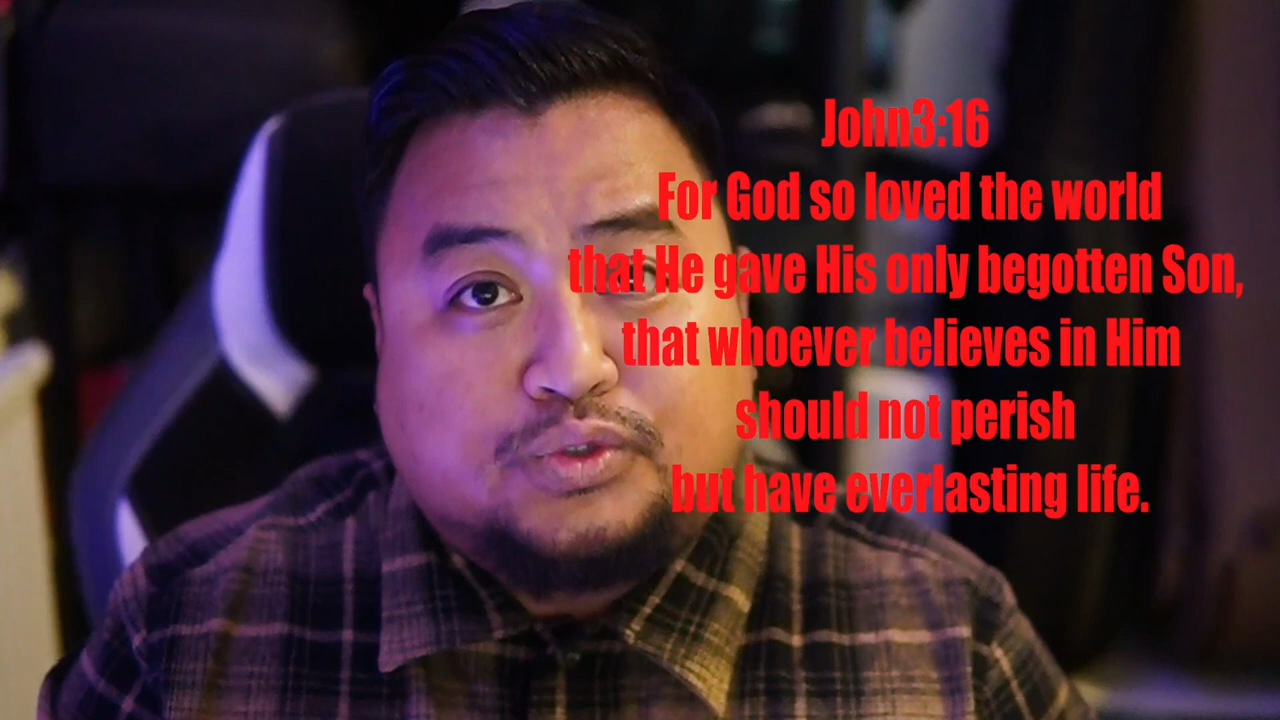 John3:16
For God so loved the world
that He gave His only begotten Son,
that whoever believes in Him
should not perish
but have everlasting life.